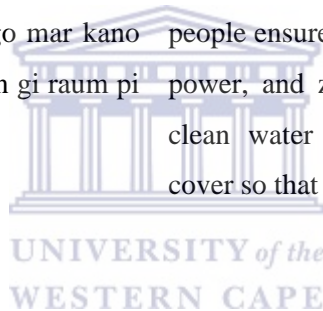 go mar kano people ensure
n gi raum pi power, and z
clean water
cover so that
UNIVERSITY of the
WESTERN CAPE